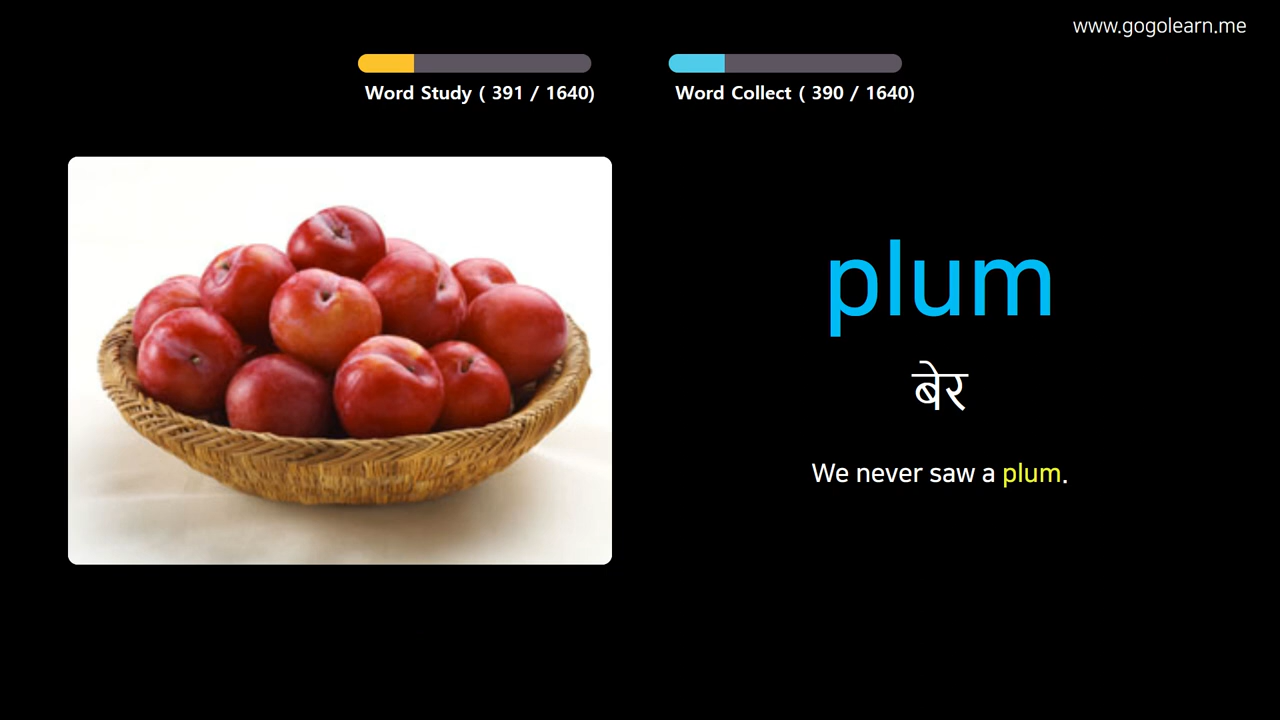 www.gogolearn.me
Word Study ( 391 / 1640)
Word Collect ( 390 / 1640)
plum
बेर
We never saw a plum.